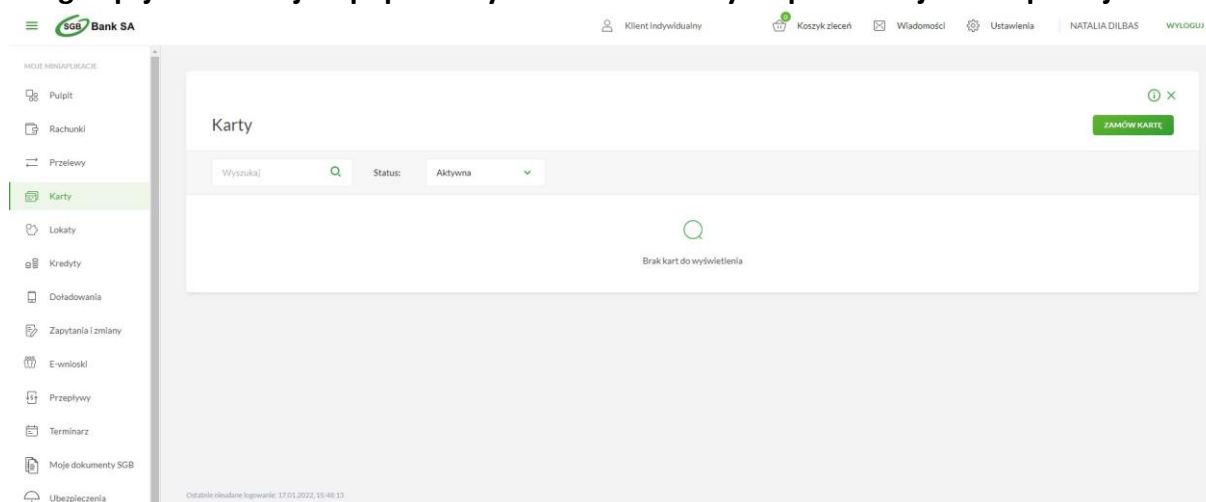 SGB Bank SA
Klient indywidualny
0
Koszyk zleceń
Wiadomości
Ustawienia
NATALIA DILBAS
WYLOGUJ
MOJE MINIAPLIKACJE
Pulpit
Rachunki
Przelewy
Karty
Lokaty
Kredyty
Doładowania
Zapytania i zmiany
E-wnioski
Przepływy
Terminarz
Moje dokumenty SGB
Ubezpieczenia
Karty
ZAMÓW KARTĘ
Wyszukaj
Status:
Aktywna
Brak kart do wyświetlenia
Ostatnie nieudane logowanie: 17.01.2022, 15:48:13